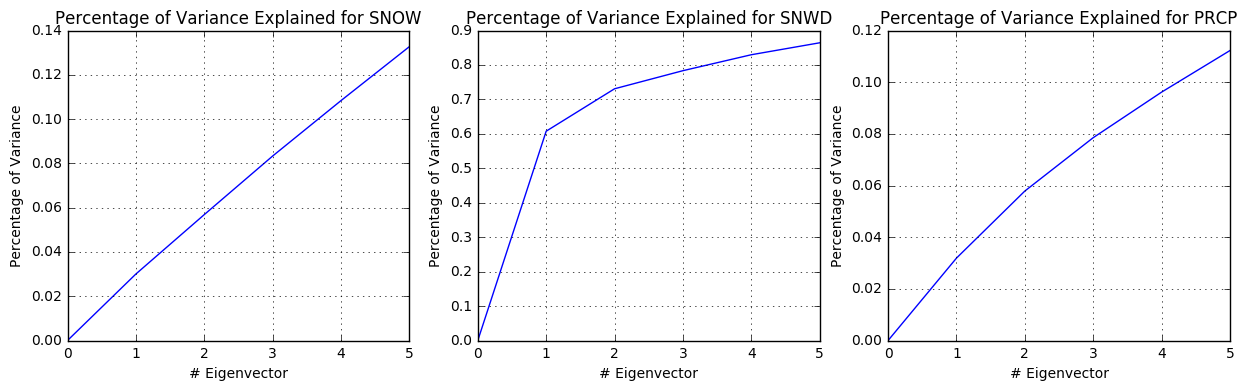 Percentage of Variance Explained for SNOW
0.14
0.12
0.10
0.08
0.06
0.04
0.02
0.00
Percentage of Variance
0 1 2 3 4 5
# Eigenvector
Percentage of Variance Explained for SNWD
0.9
0.8
0.7
0.6
0.5
0.4
0.3
0.2
0.1
0.0
Percentage of Variance
0 1 2 3 4 5
# Eigenvector
Percentage of Variance Explained for PRCP
0.12
0.10
0.08
0.06
0.04
0.02
0.00
Percentage of Variance
0 1 2 3 4 5
# Eigenvector